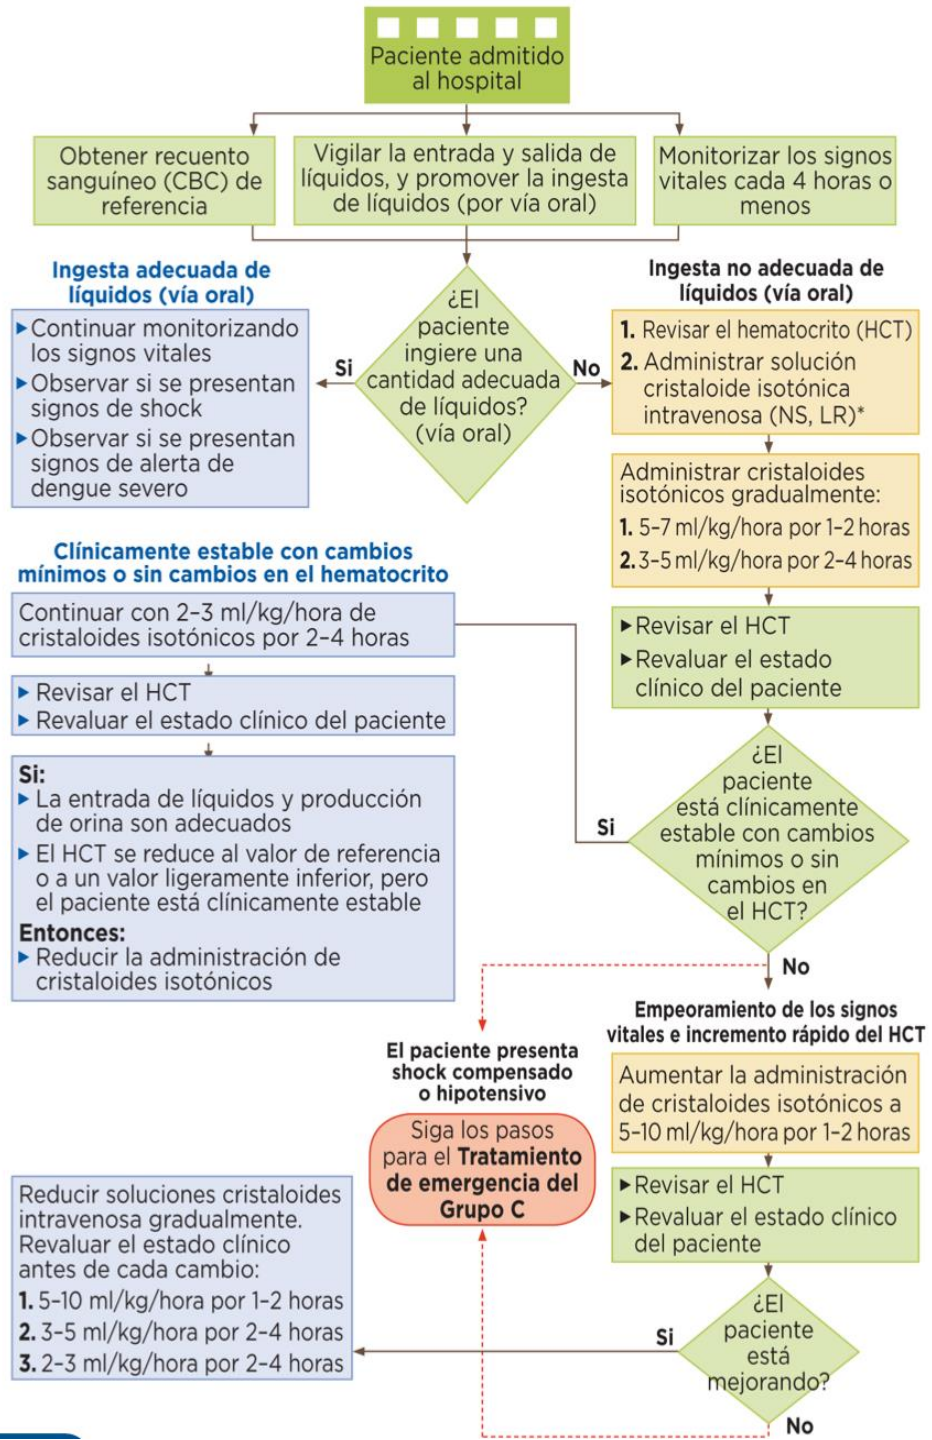 Paciente admitido
al hospital
Obtener recuento
sanguíneo (CBC) de
referencia
Vigilar la entrada y salida de
líquidos, y promover la ingesta
de líquidos (por vía oral)
Monitorizar los signos
vitales cada 4 horas o
menos
Ingesta adecuada de
líquidos (vía oral)
▶Continuar monitorizando
los signos vitales
▶Observar si se presentan
signos de shock
▶Observar si se presentan
signos de alerta de
dengue severo
Si
¿El
paciente
ingiere una
cantidad adecuada
de líquidos?
(vía oral)
No
Ingesta no adecuada de
líquidos (vía oral)
1. Revisar el hematocrito (HCT)
2. Administrar solución
cristaloide isotónica
intravenosa (NS, LR)*
Administrar cristaloides
isotónicos gradualmente:
1. 5–7 ml/kg/hora por 1–2 horas
2. 3–5 ml/kg/hora por 2–4 horas
▶Revisar el HCT
▶Revaluar el estado
clínico del paciente
¿El
paciente
está clínicamente
estable con cambios
mínimos o sin
cambios en
el HCT?
Si
Clínicamente estable con cambios
mínimos o sin cambios en el hematocrito
Continuar con 2–3 ml/kg/hora de
cristaloides isotónicos por 2–4 horas
▶ Revisar el HCT
▶ Revaluar el estado clínico del paciente
Si:
▶ La entrada de líquidos y producción
de orina son adecuados
▶ El HCT se reduce al valor de referencia
o a un valor ligeramente inferior, pero
el paciente está clínicamente estable
Entonces:
▶ Reducir la administración de
cristaloides isotónicos
No
Empeoramiento de los signos
vitales e incremento rápido del HCT
Aumentar la administración
de cristaloides isotónicos a
5–10 ml/kg/hora por 1–2 horas
▶Revisar el HCT
▶Revaluar el estado clínico
del paciente
¿El
paciente
está
mejorando?
Si
No
El paciente presenta
shock compensado
o hipotensivo
Siga los pasos
para el Tratamiento
de emergencia del
Grupo C
Reducir soluciones cristaloides
intravenosa gradualmente.
Revaluar el estado clínico
antes de cada cambio:
1. 5–10 ml/kg/hora por 1–2 horas
2. 3–5 ml/kg/hora por 2–4 horas
3. 2–3 ml/kg/hora por 2–4 horas